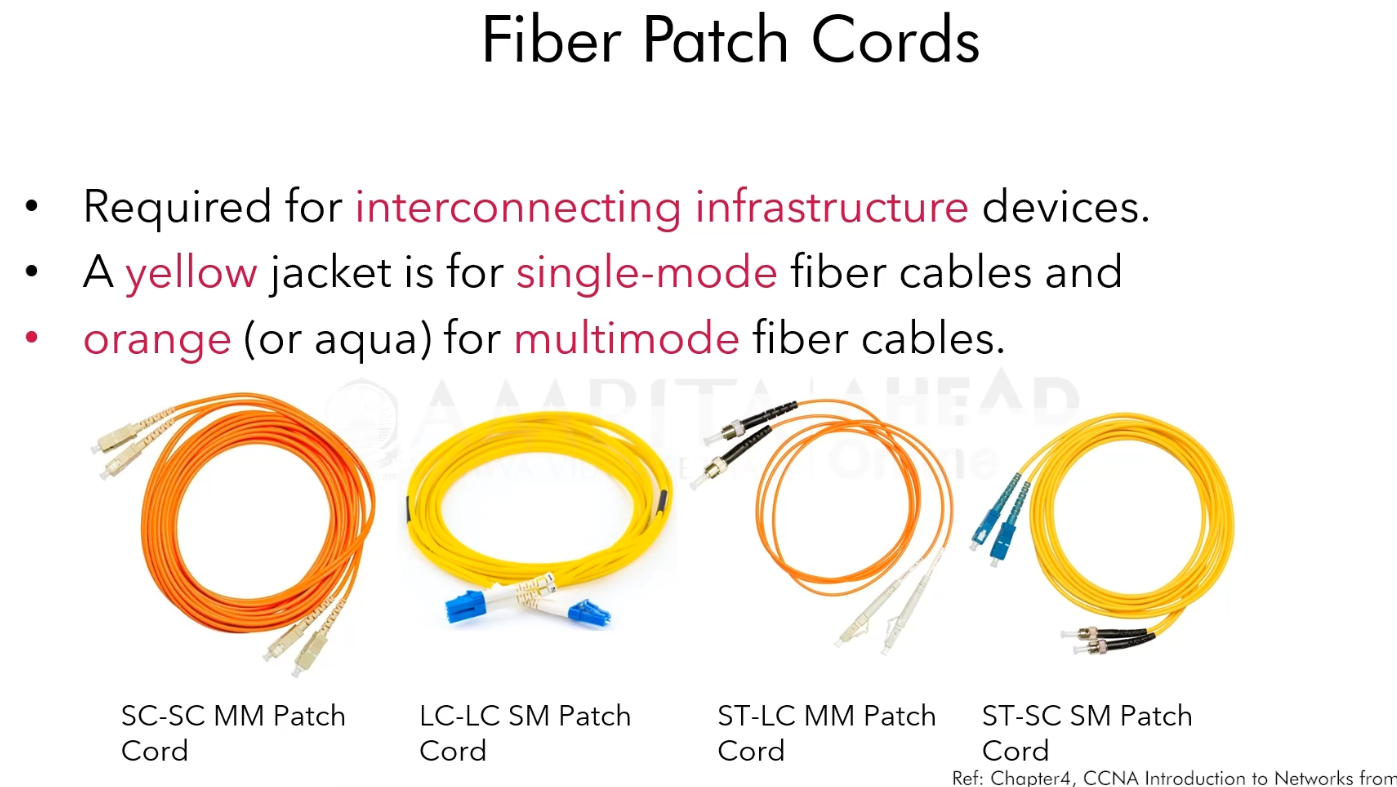 Fiber Patch Cords
• Required for interconnecting infrastructure devices.
• A yellow jacket is for single-mode fiber cables and
• orange (or aqua) for multimode fiber cables.
AMRITA AHEAD
Online
SC-SC MM Patch
Cord
LC-LC SM Patch
Cord
ST-LC MM Patch
Cord
ST-SC SM Patch
Cord
Ref: Chapter4, CCNA Introduction to Networks from